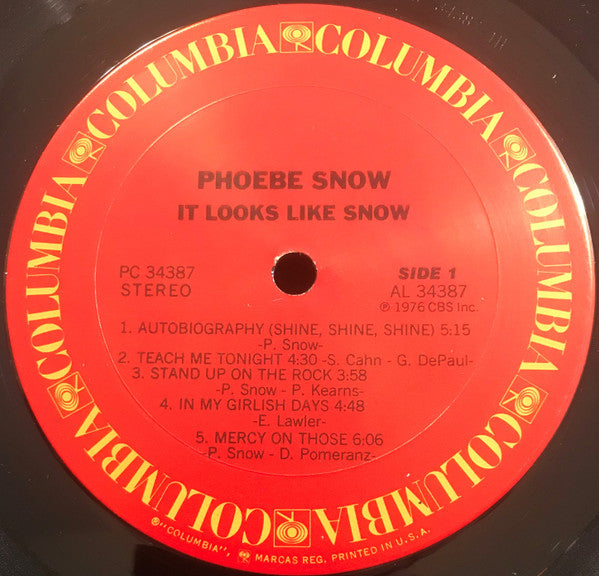 COLUMBIA COLUMBIA COLUMBIA COLUMBIA COLUMBIA COLUMBIA
PHOEBE SNOW
IT LOOKS LIKE SNOW
PC 34387 SIDE 1
STEREO AL 34387
℗ 1976 CBS Inc.
1. AUTOBIOGRAPHY (SHINE, SHINE, SHINE) 5:15
-P. Snow-
2. TEACH ME TONIGHT 4:30 -S. Cahn - G. DePaul-
3. STAND UP ON THE ROCK 3:58
-P. Snow - P. Kearns-
4. IN MY GIRLISH DAYS 4:48
-E. Lawler-
5. MERCY ON THOSE 6:06
-P. Snow - D. Pomeranz-
®"COLUMBIA", MARCAS REG. PRINTED IN U.S.A.